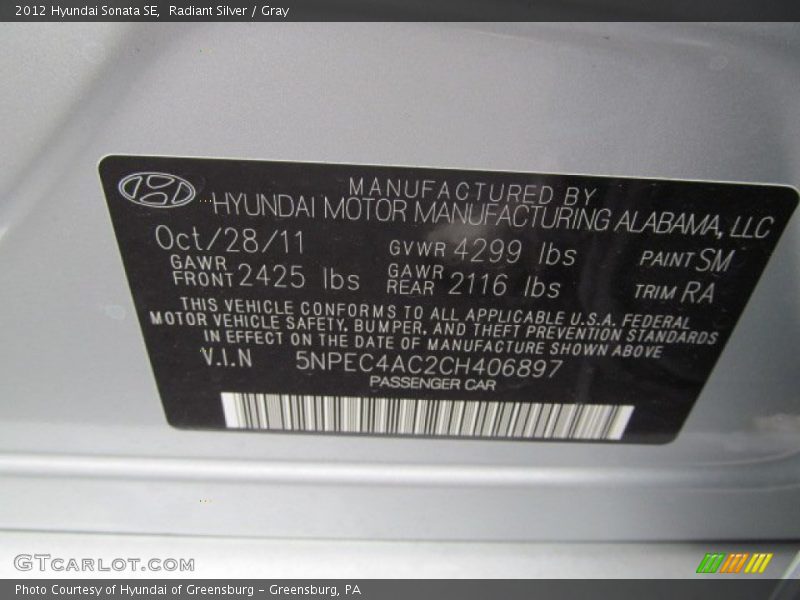 2012 Hyundai Sonata SE, Radiant Silver / Gray
MANUFACTURED BY
HYUNDAI MOTOR MANUFACTURING ALABAMA, LLC
Oct/28/11 GVWR 4299 lbs PAINT SM
GAWR FRONT 2425 lbs GAWR REAR 2116 lbs TRIM RA
THIS VEHICLE CONFORMS TO ALL APPLICABLE U.S.A. FEDERAL
MOTOR VEHICLE SAFETY, BUMPER, AND THEFT PREVENTION STANDARDS
IN EFFECT ON THE DATE OF MANUFACTURE SHOWN ABOVE
V.I.N 5NPEC4AC2CH406897
PASSENGER CAR
GTCARLOT.COM
Photo Courtesy of Hyundai of Greensburg – Greensburg, PA